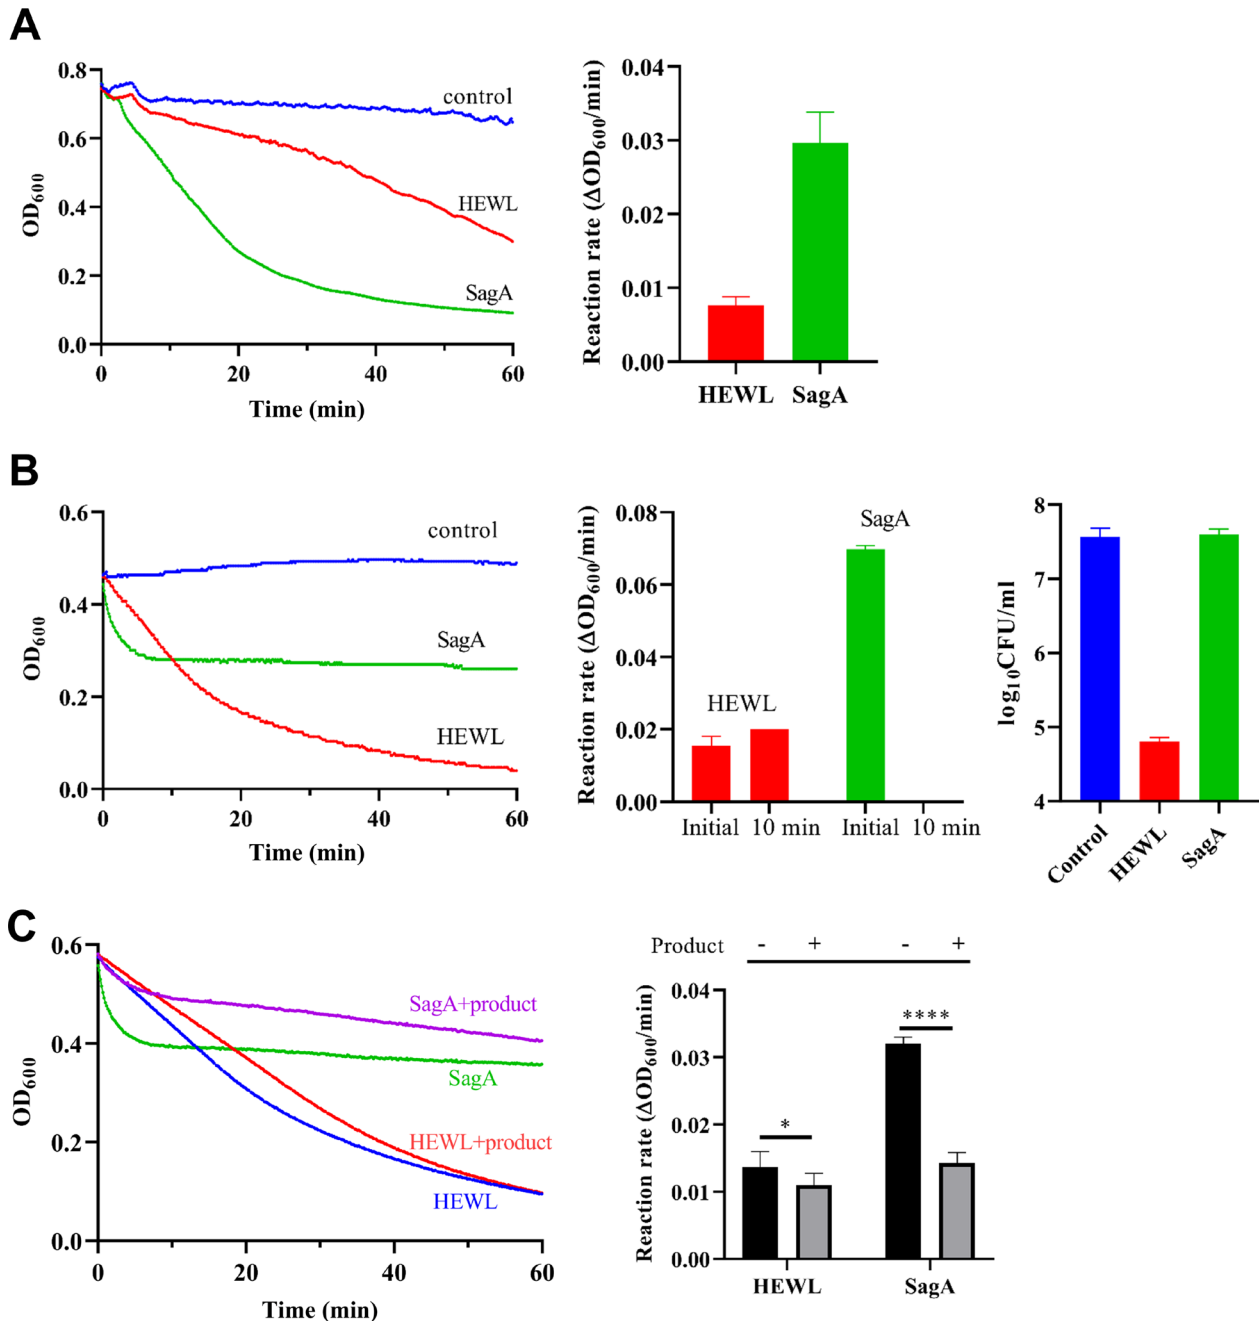 A
0.8
0.6
0.4
0.2
0.0
OD600
control
HEWL
SagA
0
20
40
60
Time (min)
0.04
0.03
0.02
0.01
0.00
Reaction rate (ΔOD600/min)
HEWL
SagA
B
0.6
0.4
0.2
0.0
OD600
control
SagA
HEWL
0
20
40
60
Time (min)
0.08
0.06
0.04
0.02
0.00
Reaction rate (ΔOD600/min)
SagA
HEWL
Initial
10 min
Initial
10 min
8
7
6
5
4
log10CFU/ml
Control
HEWL
SagA
C
0.6
0.4
0.2
0.0
OD600
SagA+product
SagA
HEWL+product
HEWL
0
20
40
60
Time (min)
Product - + - +
0.04
0.03
0.02
0.01
0.00
Reaction rate (ΔOD600/min)
*
****
HEWL
SagA